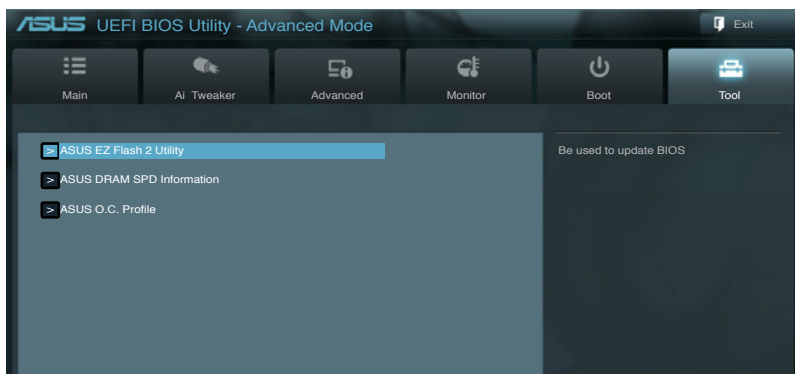 ASUS UEFI BIOS Utility - Advanced Mode
Exit
Main
Ai Tweaker
Advanced
Monitor
Boot
Tool
> ASUS EZ Flash 2 Utility
Be used to update BIOS
> ASUS DRAM SPD Information
> ASUS O.C. Profile